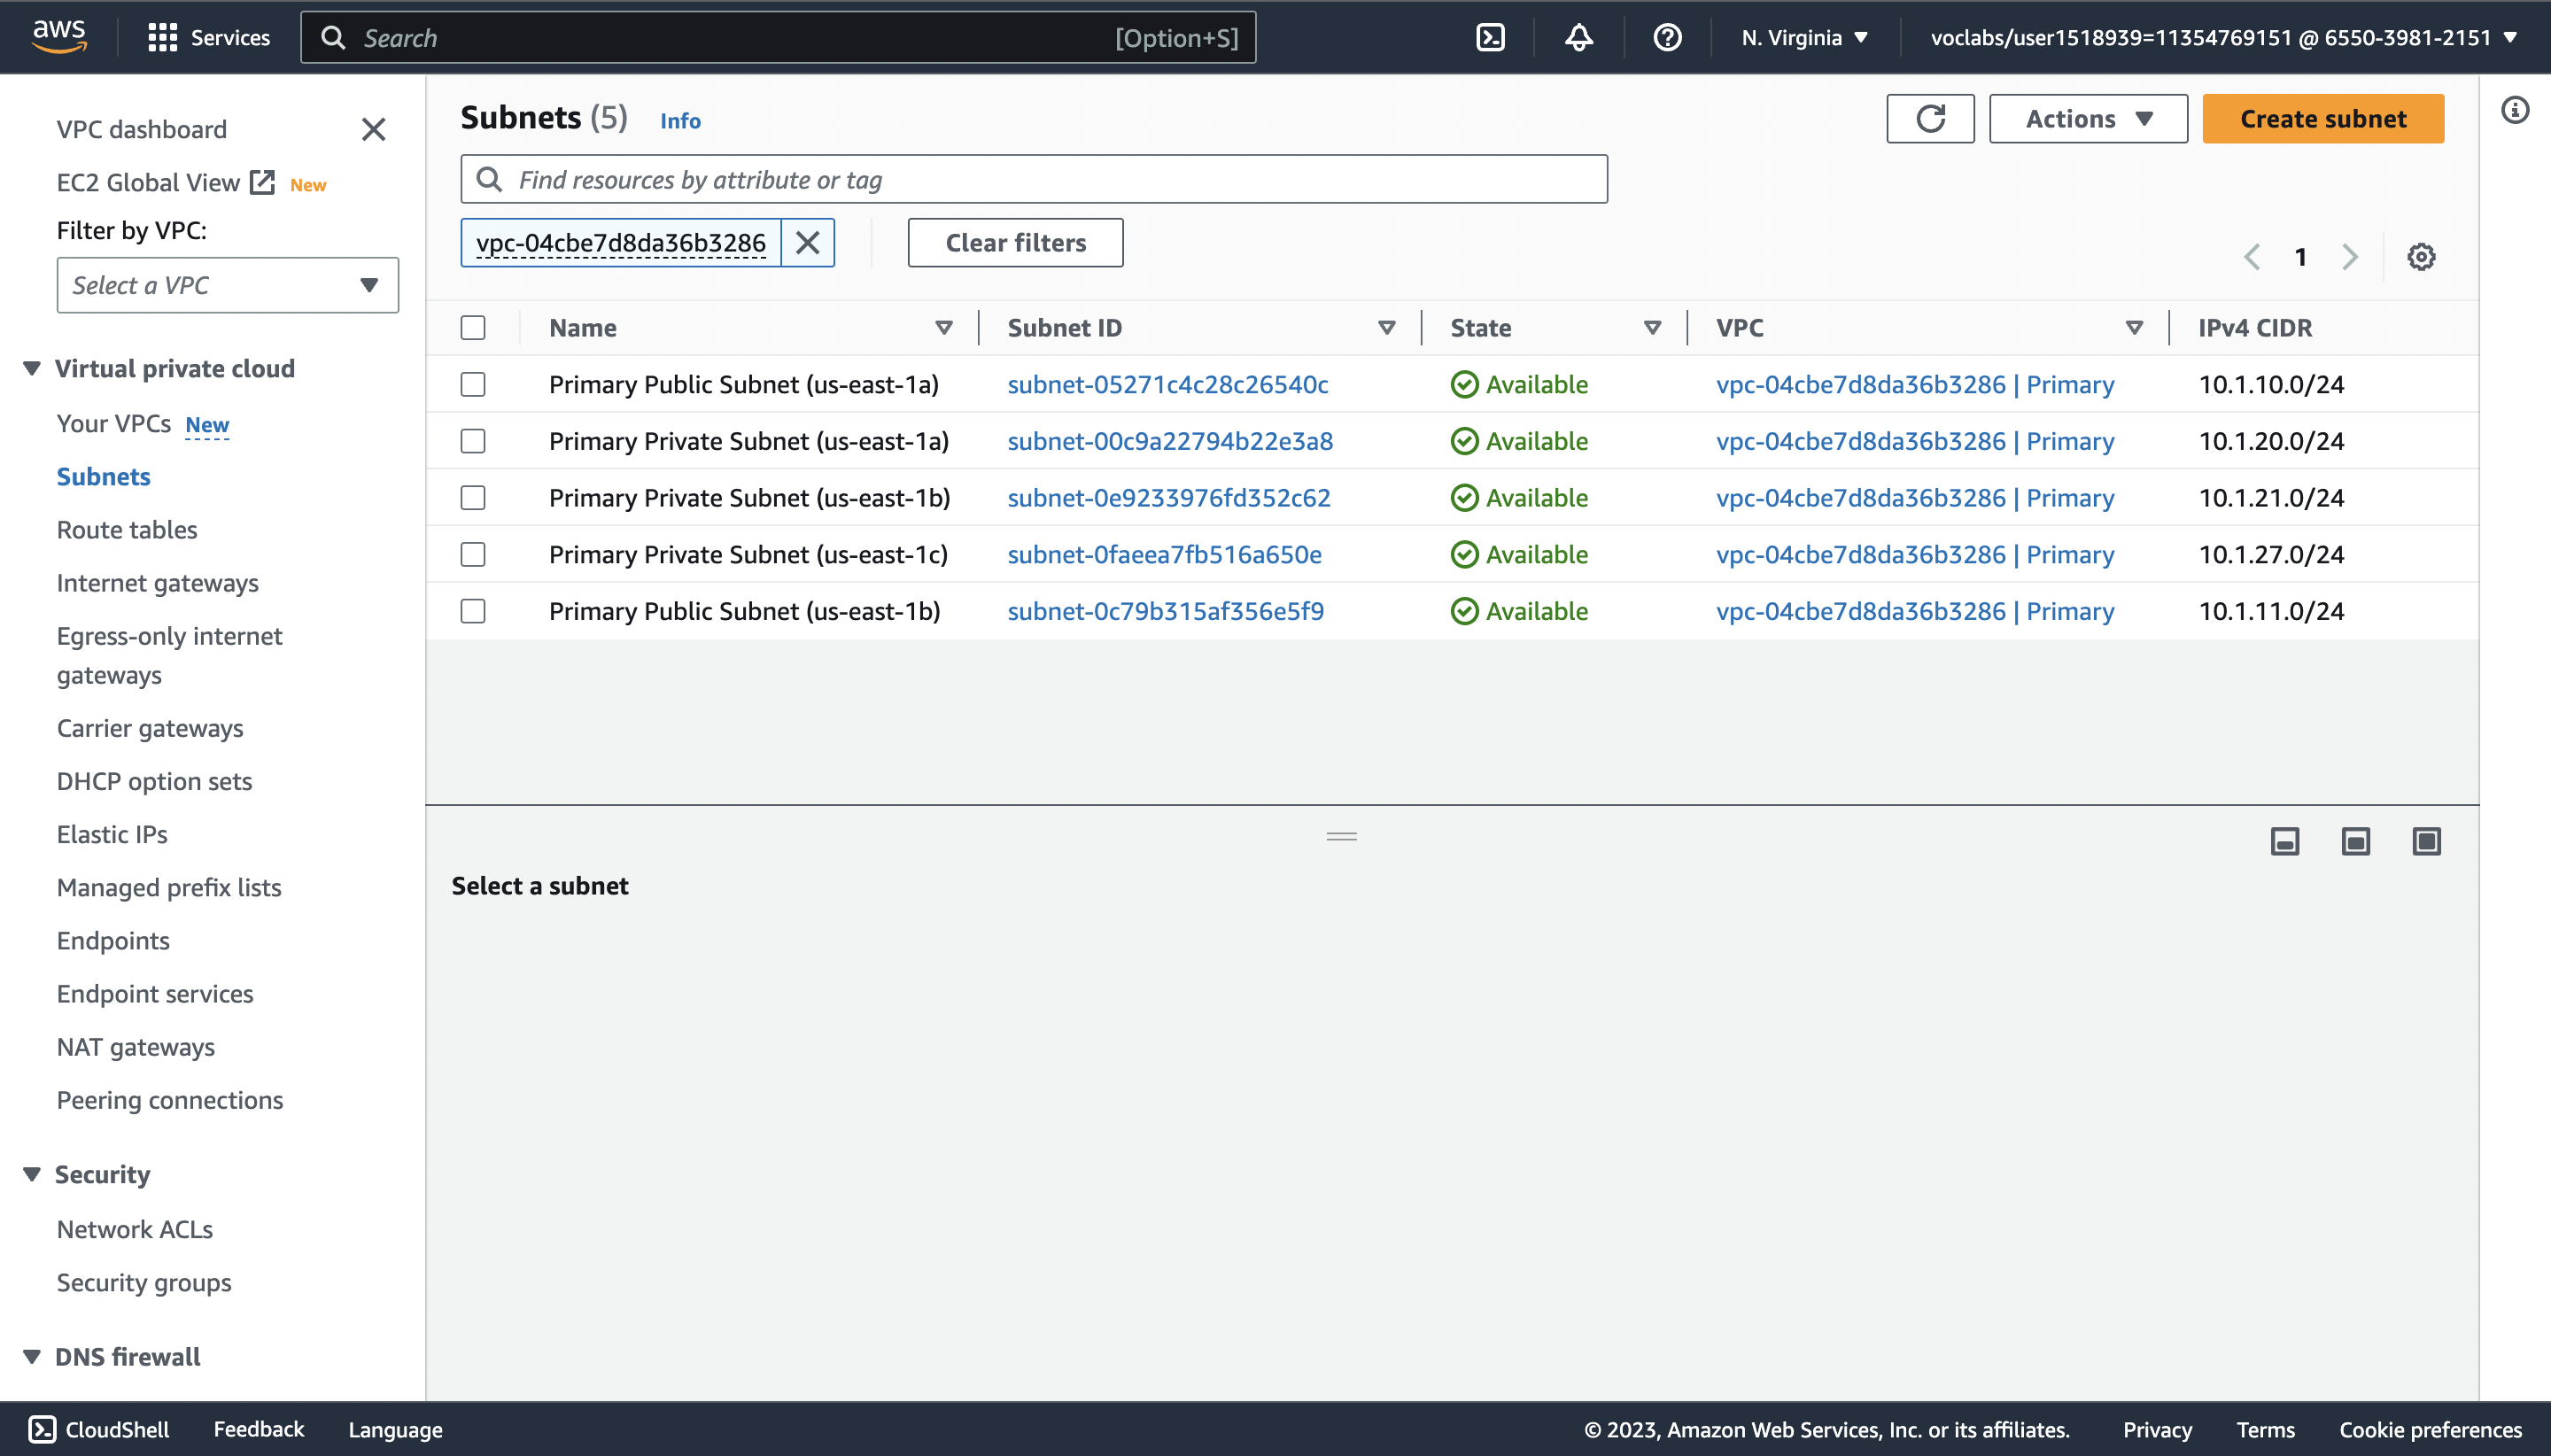 aws
Services
Search [Option+S]
N. Virginia
voclabs/user1518939=11354769151 @ 6550-3981-2151
VPC dashboard
EC2 Global View New
Filter by VPC:
Select a VPC
Virtual private cloud
Your VPCs New
Subnets
Route tables
Internet gateways
Egress-only internet
gateways
Carrier gateways
DHCP option sets
Elastic IPs
Managed prefix lists
Endpoints
Endpoint services
NAT gateways
Peering connections
Security
Network ACLs
Security groups
DNS firewall
Subnets (5) Info
Actions
Create subnet
Find resources by attribute or tag
vpc-04cbe7d8da36b3286
Clear filters
1
Name Subnet ID State VPC IPv4 CIDR
Primary Public Subnet (us-east-1a) subnet-05271c4c28c26540c Available vpc-04cbe7d8da36b3286 | Primary 10.1.10.0/24
Primary Private Subnet (us-east-1a) subnet-00c9a22794b22e3a8 Available vpc-04cbe7d8da36b3286 | Primary 10.1.20.0/24
Primary Private Subnet (us-east-1b) subnet-0e9233976fd352c62 Available vpc-04cbe7d8da36b3286 | Primary 10.1.21.0/24
Primary Private Subnet (us-east-1c) subnet-0faeea7fb516a650e Available vpc-04cbe7d8da36b3286 | Primary 10.1.27.0/24
Primary Public Subnet (us-east-1b) subnet-0c79b315af356e5f9 Available vpc-04cbe7d8da36b3286 | Primary 10.1.11.0/24
Select a subnet
CloudShell Feedback Language © 2023, Amazon Web Services, Inc. or its affiliates. Privacy Terms Cookie preferences